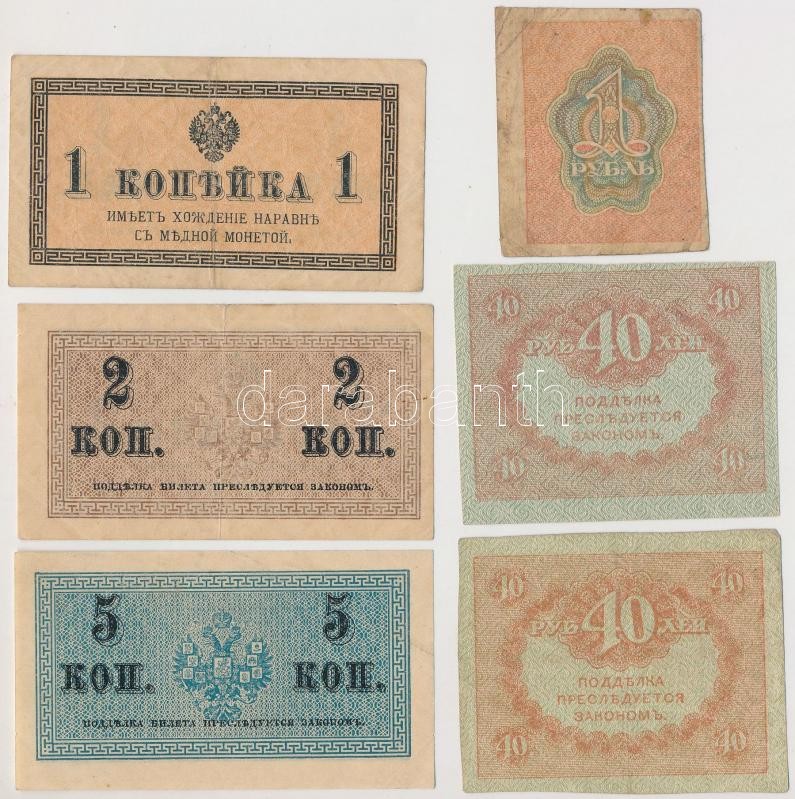 1 КОПѢЙКА 1
ИМѢЕТЪ ХОЖДЕНІЕ НАРАВНѢ
СЪ МѢДНОЙ МОНЕТОЙ.
2 2
КОП. КОП.
ПОДДѢЛКА БИЛЕТА ПРЕСЛѢДУЕТСЯ ЗАКОНОМЪ.
5 5
КОП. КОП.
ПОДДѢЛКА БИЛЕТА ПРЕСЛѢДУЕТСЯ ЗАКОНОМЪ.
1
РУБЛЬ
40 40
РУБ 40 ЛЕЙ
ПОДДѢЛКА
ПРЕСЛѢДУЕТСЯ
ЗАКОНОМЪ.
40 40
40 40
РУБ 40 ЛЕЙ
ПОДДѢЛКА
ПРЕСЛѢДУЕТСЯ
ЗАКОНОМЪ.
40 40
darabanth